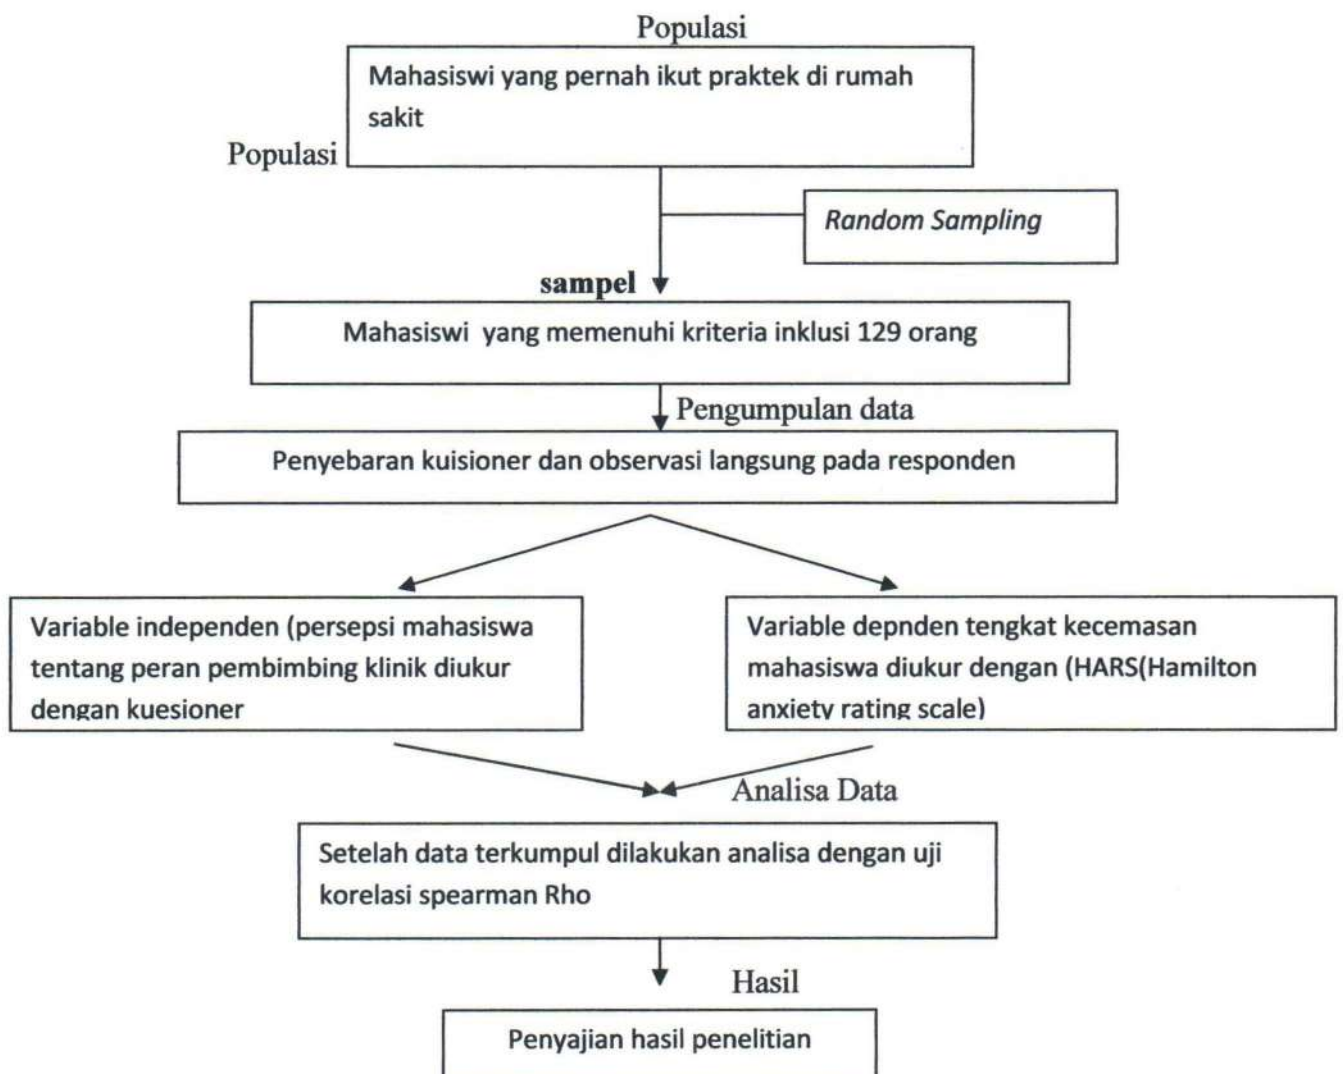 Populasi
Mahasiswi yang pernah ikut praktek di rumah
sakit
Populasi
Random Sampling
sampel
Mahasiswi yang memenuhi kriteria inklusi 129 orang
Pengumpulan data
Penyebaran kuisioner dan observasi langsung pada responden
Variable independen (persepsi mahasiswa
tentang peran pembimbing klinik diukur
dengan kuesioner
Variable depnden tengkat kecemasan
mahasiswa diukur dengan (HARS(Hamilton
anxiety rating scale)
Analisa Data
Setelah data terkumpul dilakukan analisa dengan uji
korelasi spearman Rho
Hasil
Penyajian hasil penelitian